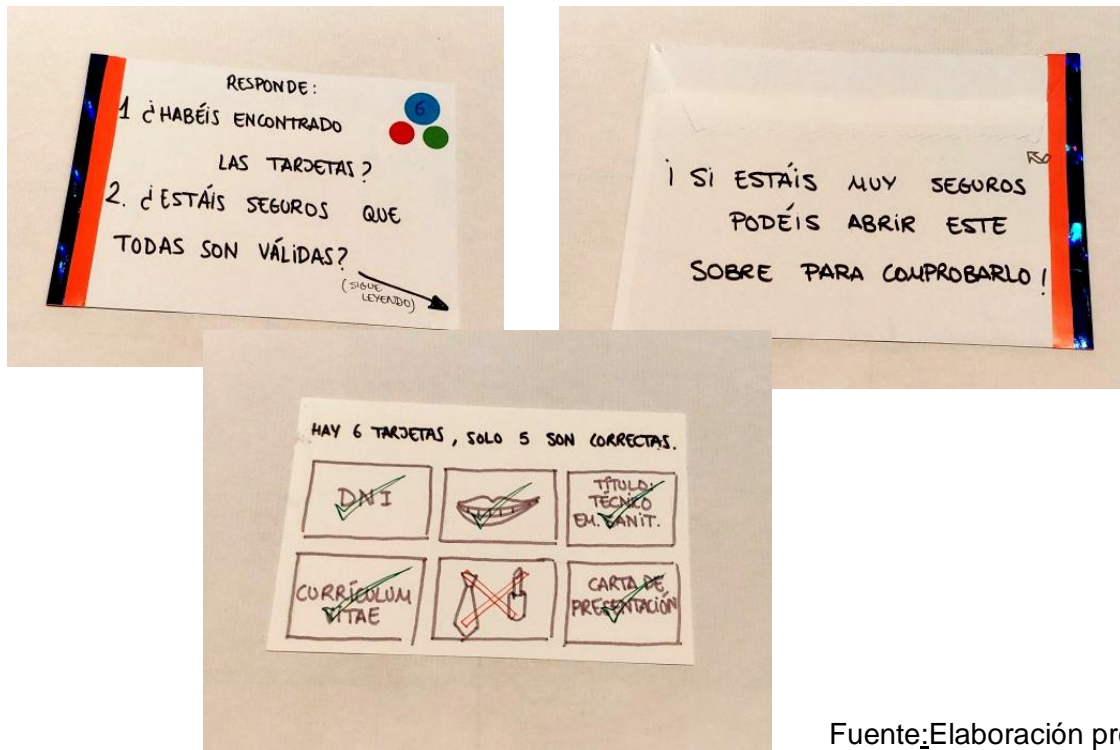 RESPONDE:
6
1 ¿HABÉIS ENCONTRADO
LAS TARJETAS?
2. ¿ESTÁIS SEGUROS QUE
TODAS SON VÁLIDAS?
(SIGUE
LEYENDO)
¡SI ESTÁIS MUY SEGUROS
PODÉIS ABRIR ESTE
SOBRE PARA COMPROBARLO!
HAY 6 TARJETAS, SOLO 5 SON CORRECTAS.
DNI
TÍTULO:
TÉCNICO
EM. SANIT.
CURRÍCULUM
VITAE
CARTA DE
PRESENTACIÓN
Fuente:Elaboración pr